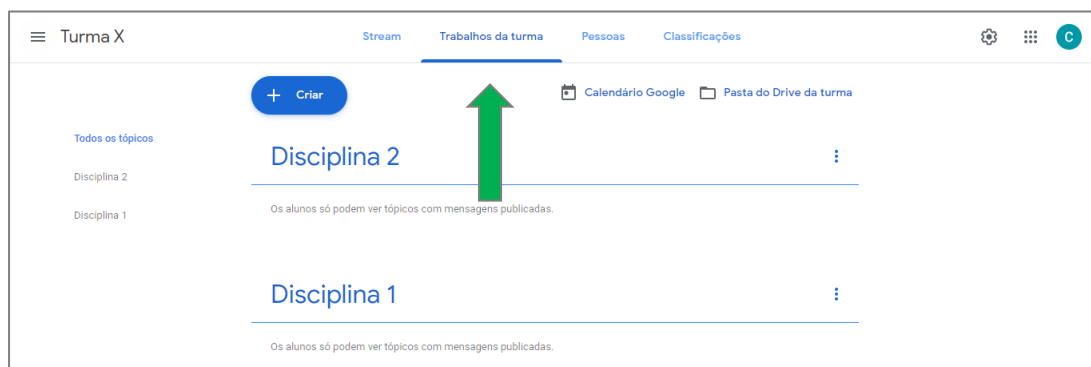 Turma X
Stream Trabalhos da turma Pessoas Classificações
C
+ Criar
Calendário Google Pasta do Drive da turma
Todos os tópicos
Disciplina 2
Disciplina 1
Disciplina 2
Os alunos só podem ver tópicos com mensagens publicadas.
Disciplina 1
Os alunos só podem ver tópicos com mensagens publicadas.